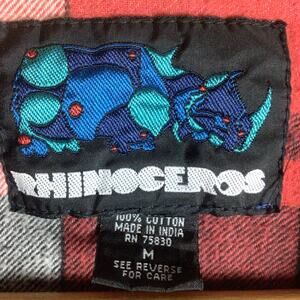 RHINOCEROS
100% COTTON
MADE IN INDIA
RN 75830
M
SEE REVERSE
FOR CARE